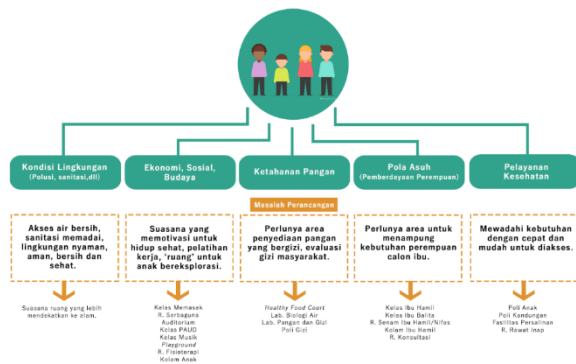 Kondisi Lingkungan
(Polusi, sanitasi,dll)
Ekonomi, Sosial,
Budaya
Ketahanan Pangan
Pola Asuh
(Pemberdayaan Perempuan)
Pelayanan
Kesehatan
Masalah Perancangan
Akses air bersih,
sanitasi memadai,
lingkungan nyaman,
aman, bersih dan
sehat.
Suasana yang
memotivasi untuk
hidup sehat, pelatihan
kerja, 'ruang' untuk
anak bereksplorasi.
Perlunya area
penyediaan pangan
yang bergizi, evaluasi
gizi masyarakat.
Perlunya area untuk
menampung
kebutuhan perempuan
calon ibu.
Mewadahi kebutuhan
dengan cepat dan
mudah untuk diakses.
Suasana ruang yang lebih
mendekatkan ke alam.
Kelas Memasak
R. Serbaguna
Auditorium
Kelas PAUD
Kelas Musik
Playground
R. Fisioterapi
Kolam Anak
Healthy Food Court
Lab. Biologi Air
Lab. Pangan dan Gizi
Poli Gizi
Kelas Ibu Hamil
Kelas Ibu Balita
R. Senam Ibu Hamil/Nifas
Kolam Ibu Hamil
R. Konsultasi
Poli Anak
Poli Kandungan
Fasilitas Persalinan
R. Rawat Inap